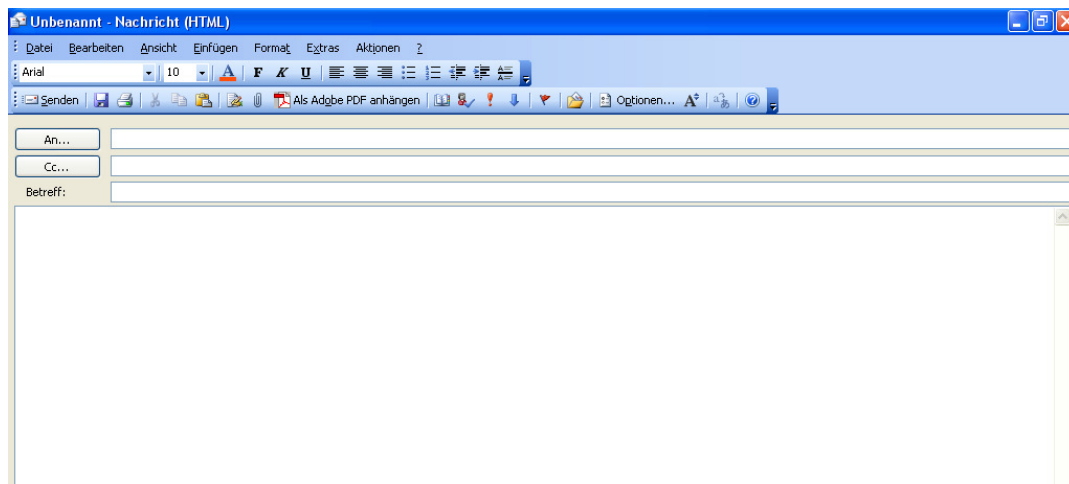 Unbenannt - Nachricht (HTML)
Datei Bearbeiten Ansicht Einfügen Format Extras Aktionen ?
Arial 10 A F K U
Senden Als Adobe PDF anhängen Optionen...
An...
Cc...
Betreff: